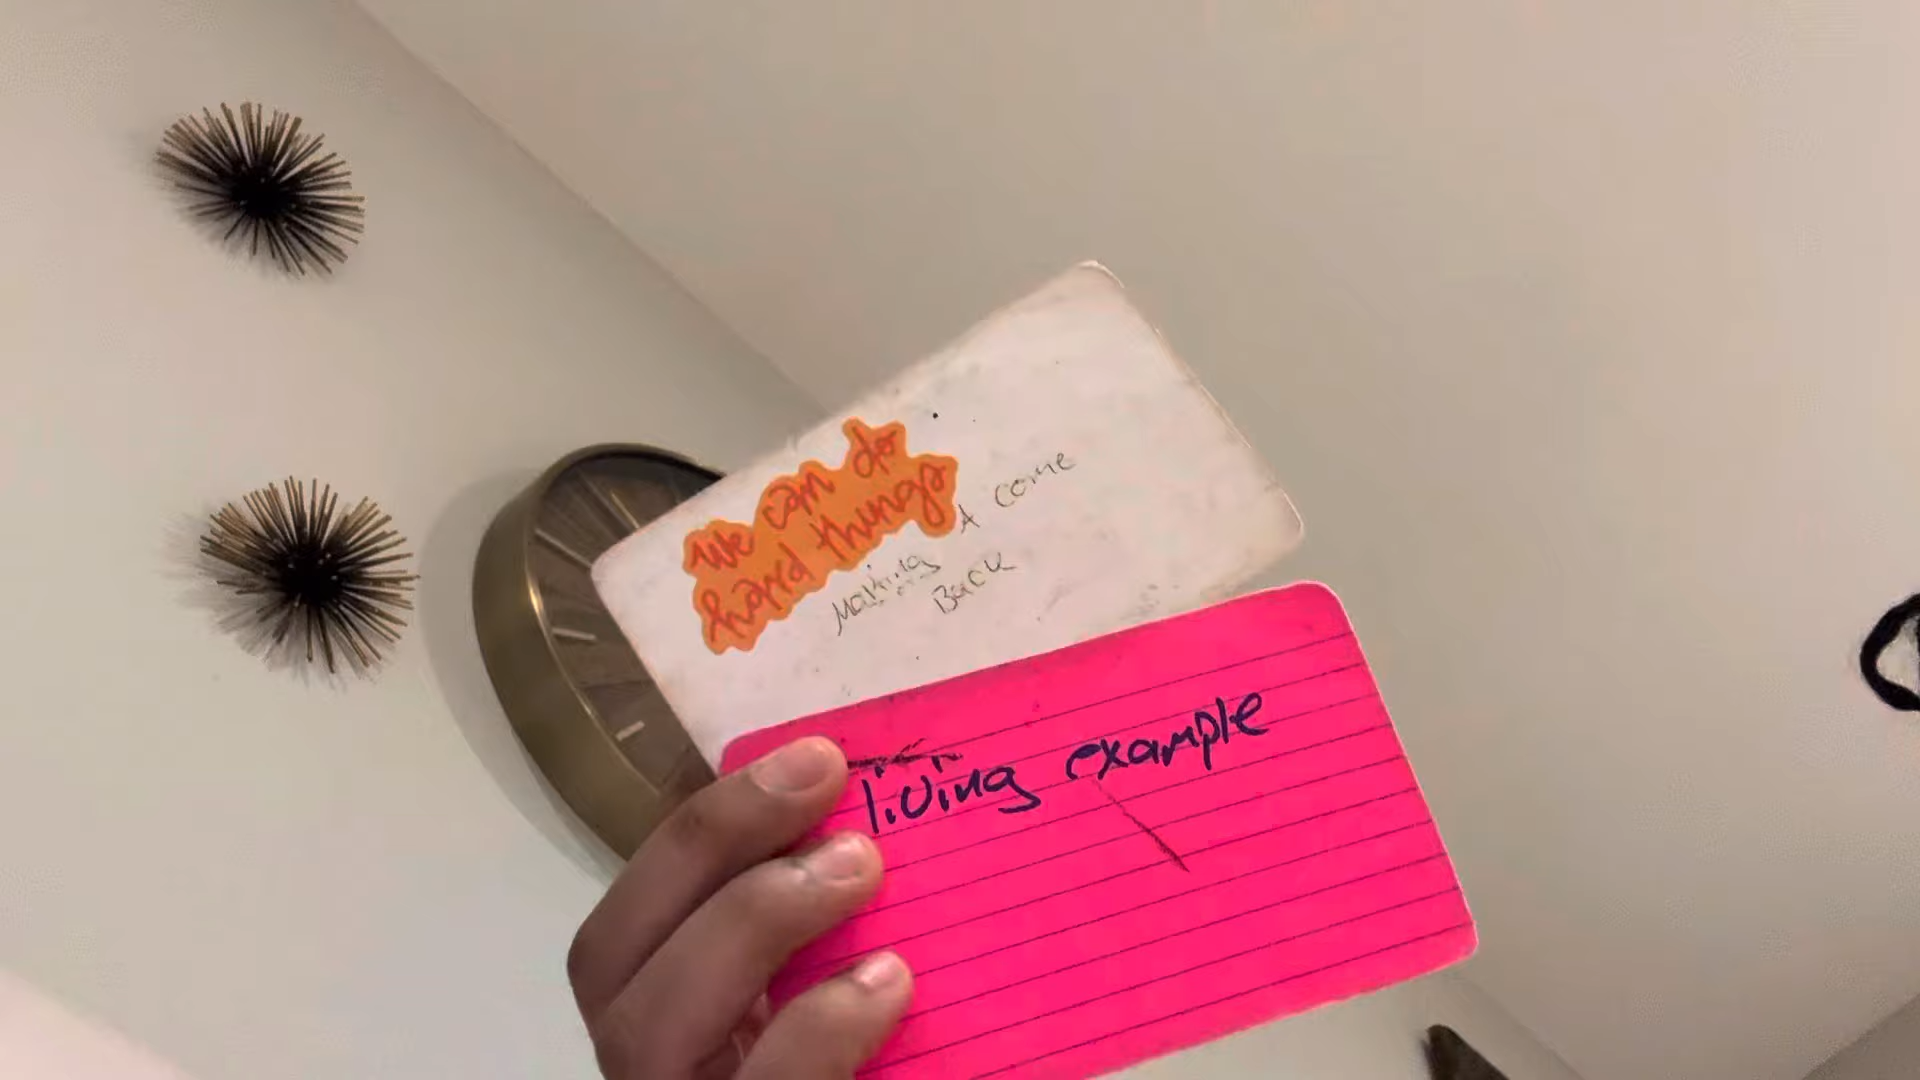 We can do
hard things
Making A come
Back
living example